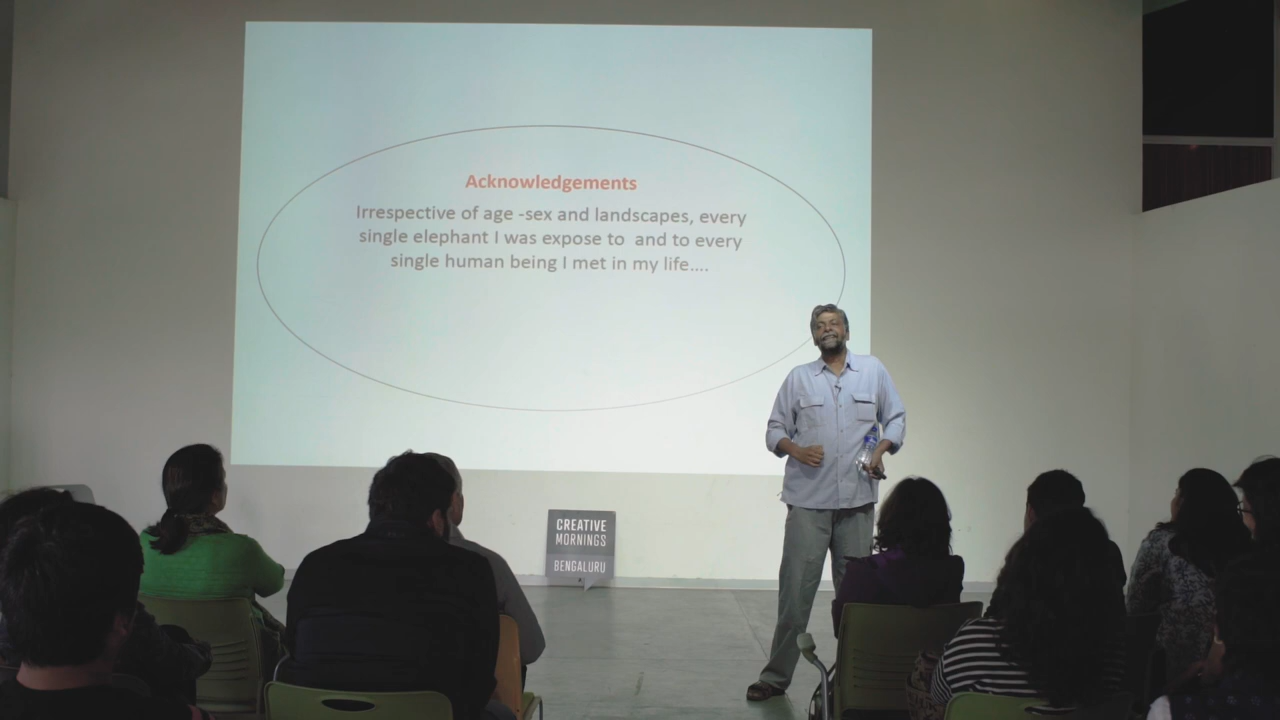 Acknowledgements
Irrespective of age -sex and landscapes, every
single elephant I was expose to and to every
single human being I met in my life....
CREATIVE
MORNINGS
BENGALURU